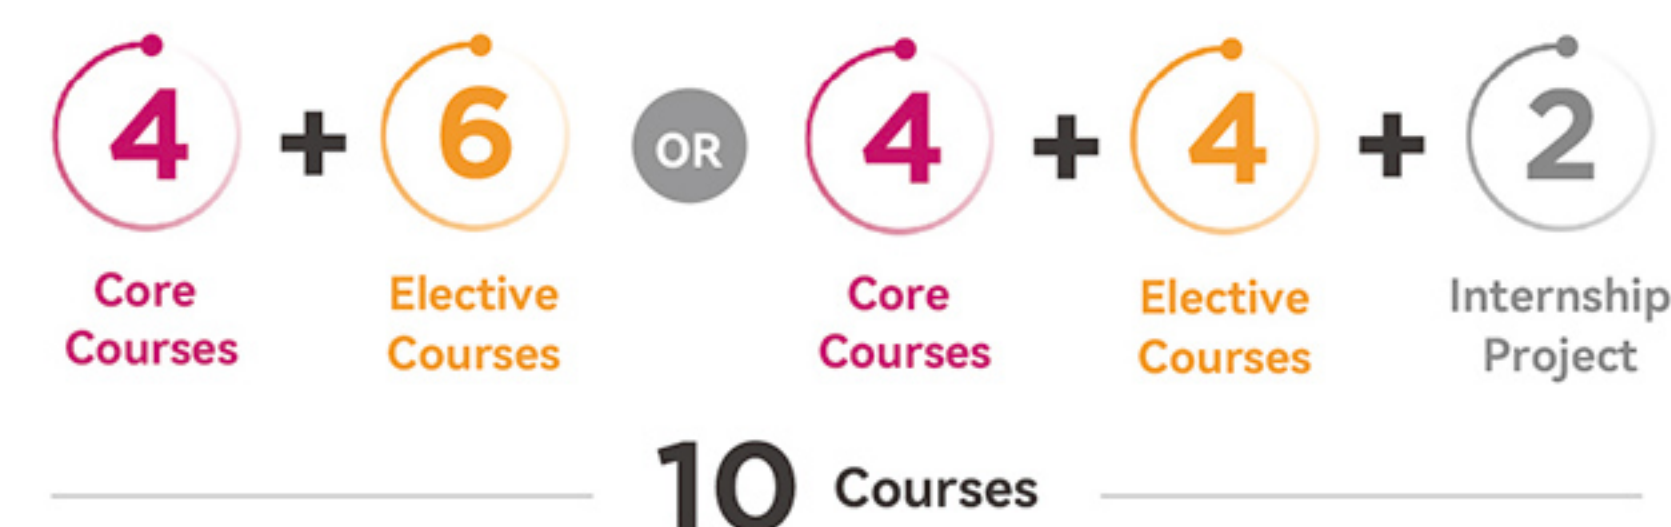 4 + 6 OR 4 + 4 + 2
Core Elective Core Elective Internship
Courses Courses Courses Courses Project
10 Courses